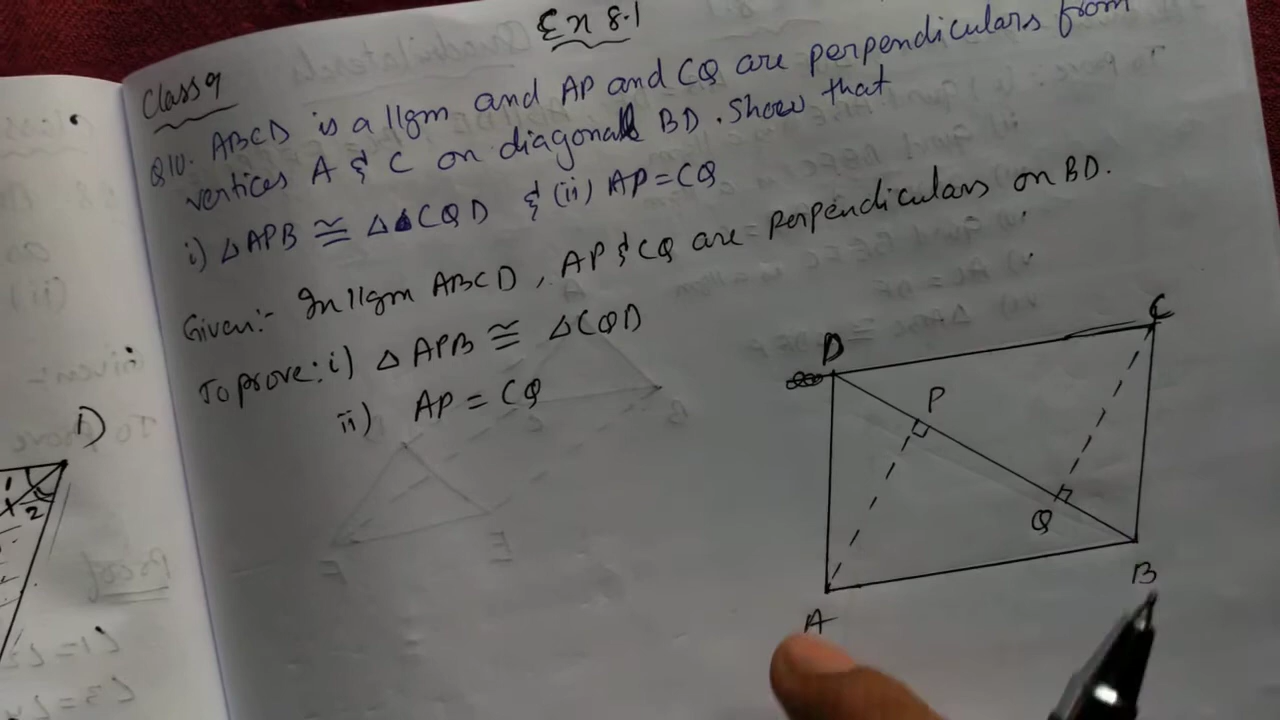 Ex 8.1
Class 9
Q10. ABCD is a llgm and AP and CQ are perpendiculars from
vertices A & C on diagonal BD. Show that
i) △APB ≅ △CQD & (ii) AP = CQ
Given:- In llgm ABCD, AP & CQ are perpendiculars on BD.
To prove: i) △APB ≅ △CQD
ii) AP = CQ
D
C
P
Q
A
B
D
1
2